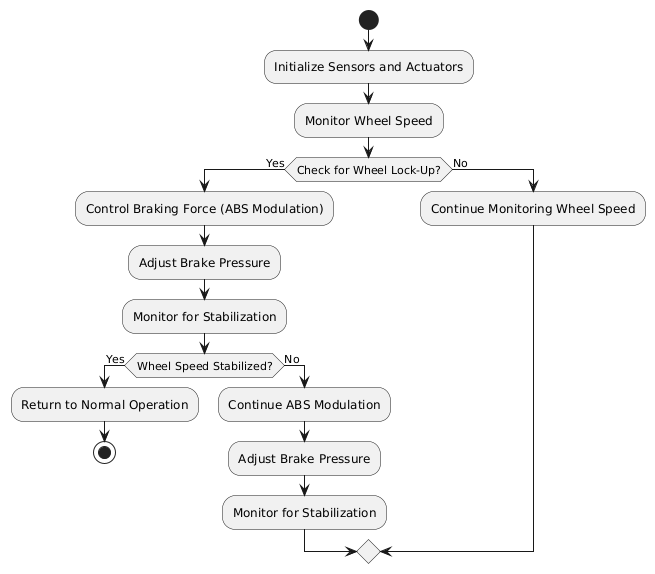 Initialize Sensors and Actuators
Monitor Wheel Speed
Yes
Check for Wheel Lock-Up?
No
Control Braking Force (ABS Modulation)
Continue Monitoring Wheel Speed
Adjust Brake Pressure
Monitor for Stabilization
Yes
Wheel Speed Stabilized?
No
Return to Normal Operation
Continue ABS Modulation
Adjust Brake Pressure
Monitor for Stabilization